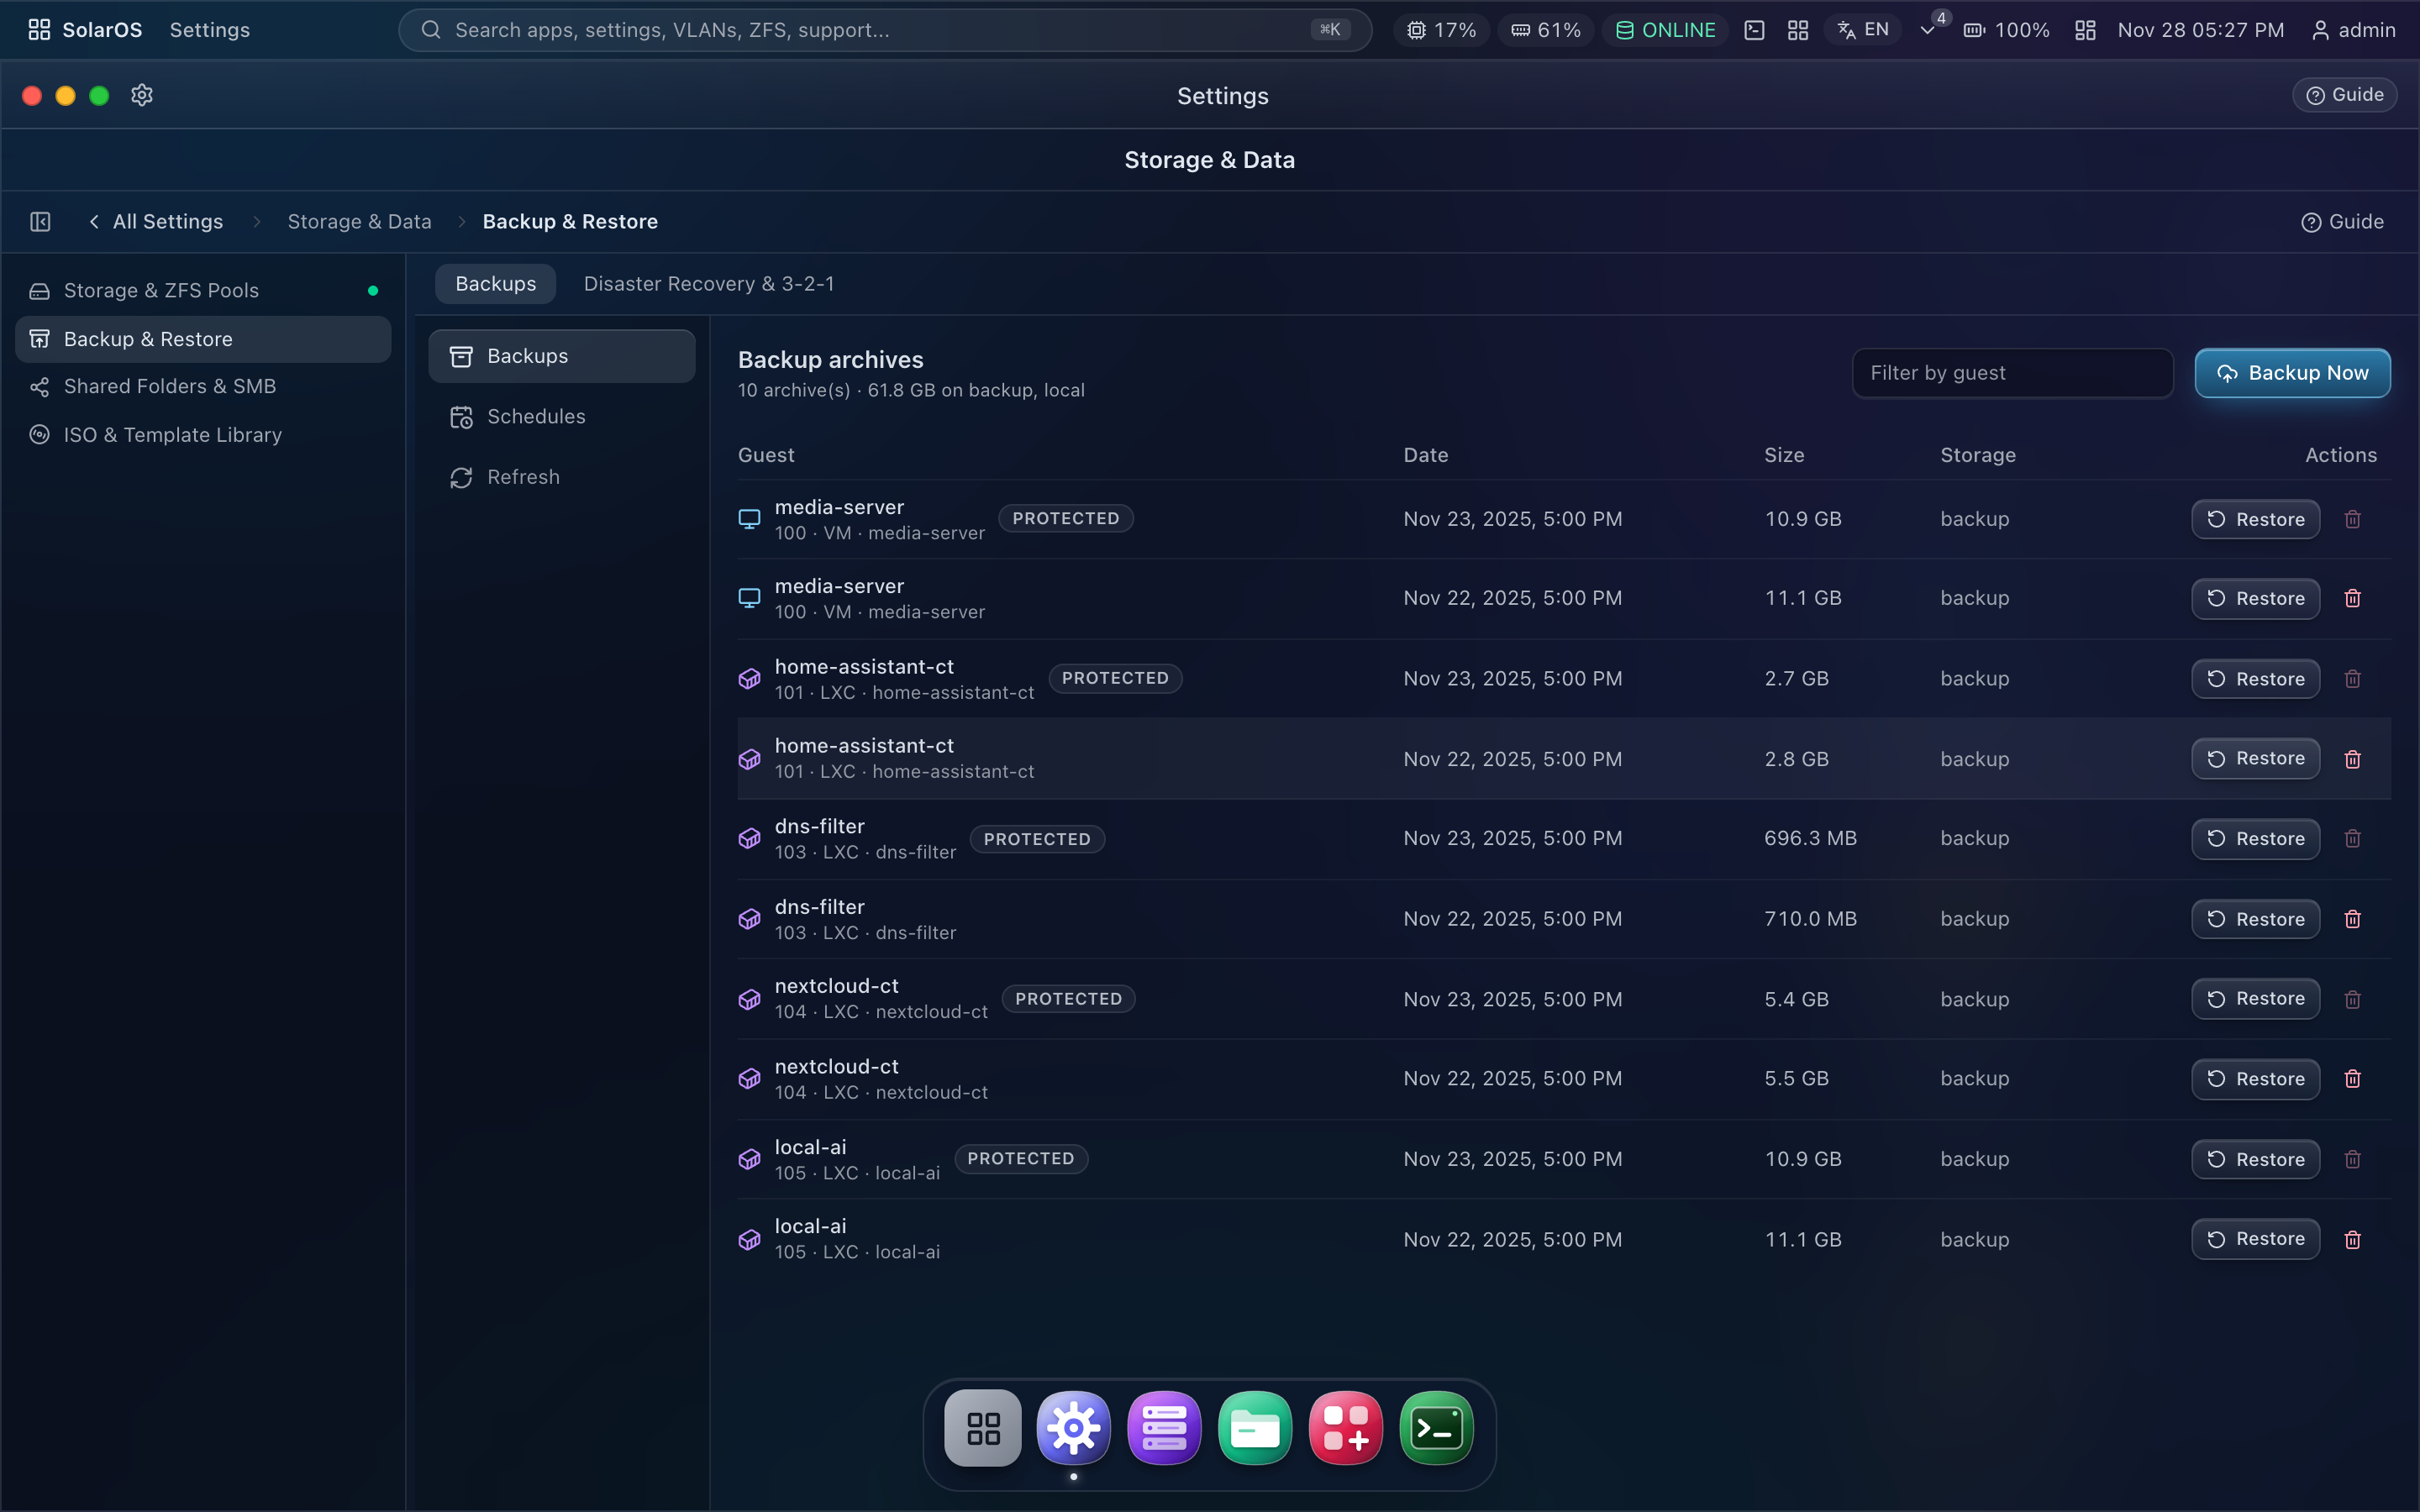 SolarOS Settings Search apps, settings, VLANs, ZFS, support... ⌘K 17% 61% ONLINE EN 4 100% Nov 28 05:27 PM admin
Settings Guide
Storage & Data
All Settings Storage & Data Backup & Restore Guide
Storage & ZFS Pools
Backup & Restore
Shared Folders & SMB
ISO & Template Library
Backups Disaster Recovery & 3-2-1
Backups
Schedules
Refresh
Backup archives
10 archive(s) · 61.8 GB on backup, local
Filter by guest Backup Now
Guest Date Size Storage Actions
media-server
100 · VM · media-server PROTECTED Nov 23, 2025, 5:00 PM 10.9 GB backup Restore
media-server
100 · VM · media-server Nov 22, 2025, 5:00 PM 11.1 GB backup Restore
home-assistant-ct
101 · LXC · home-assistant-ct PROTECTED Nov 23, 2025, 5:00 PM 2.7 GB backup Restore
home-assistant-ct
101 · LXC · home-assistant-ct Nov 22, 2025, 5:00 PM 2.8 GB backup Restore
dns-filter
103 · LXC · dns-filter PROTECTED Nov 23, 2025, 5:00 PM 696.3 MB backup Restore
dns-filter
103 · LXC · dns-filter Nov 22, 2025, 5:00 PM 710.0 MB backup Restore
nextcloud-ct
104 · LXC · nextcloud-ct PROTECTED Nov 23, 2025, 5:00 PM 5.4 GB backup Restore
nextcloud-ct
104 · LXC · nextcloud-ct Nov 22, 2025, 5:00 PM 5.5 GB backup Restore
local-ai
105 · LXC · local-ai PROTECTED Nov 23, 2025, 5:00 PM 10.9 GB backup Restore
local-ai
105 · LXC · local-ai Nov 22, 2025, 5:00 PM 11.1 GB backup Restore